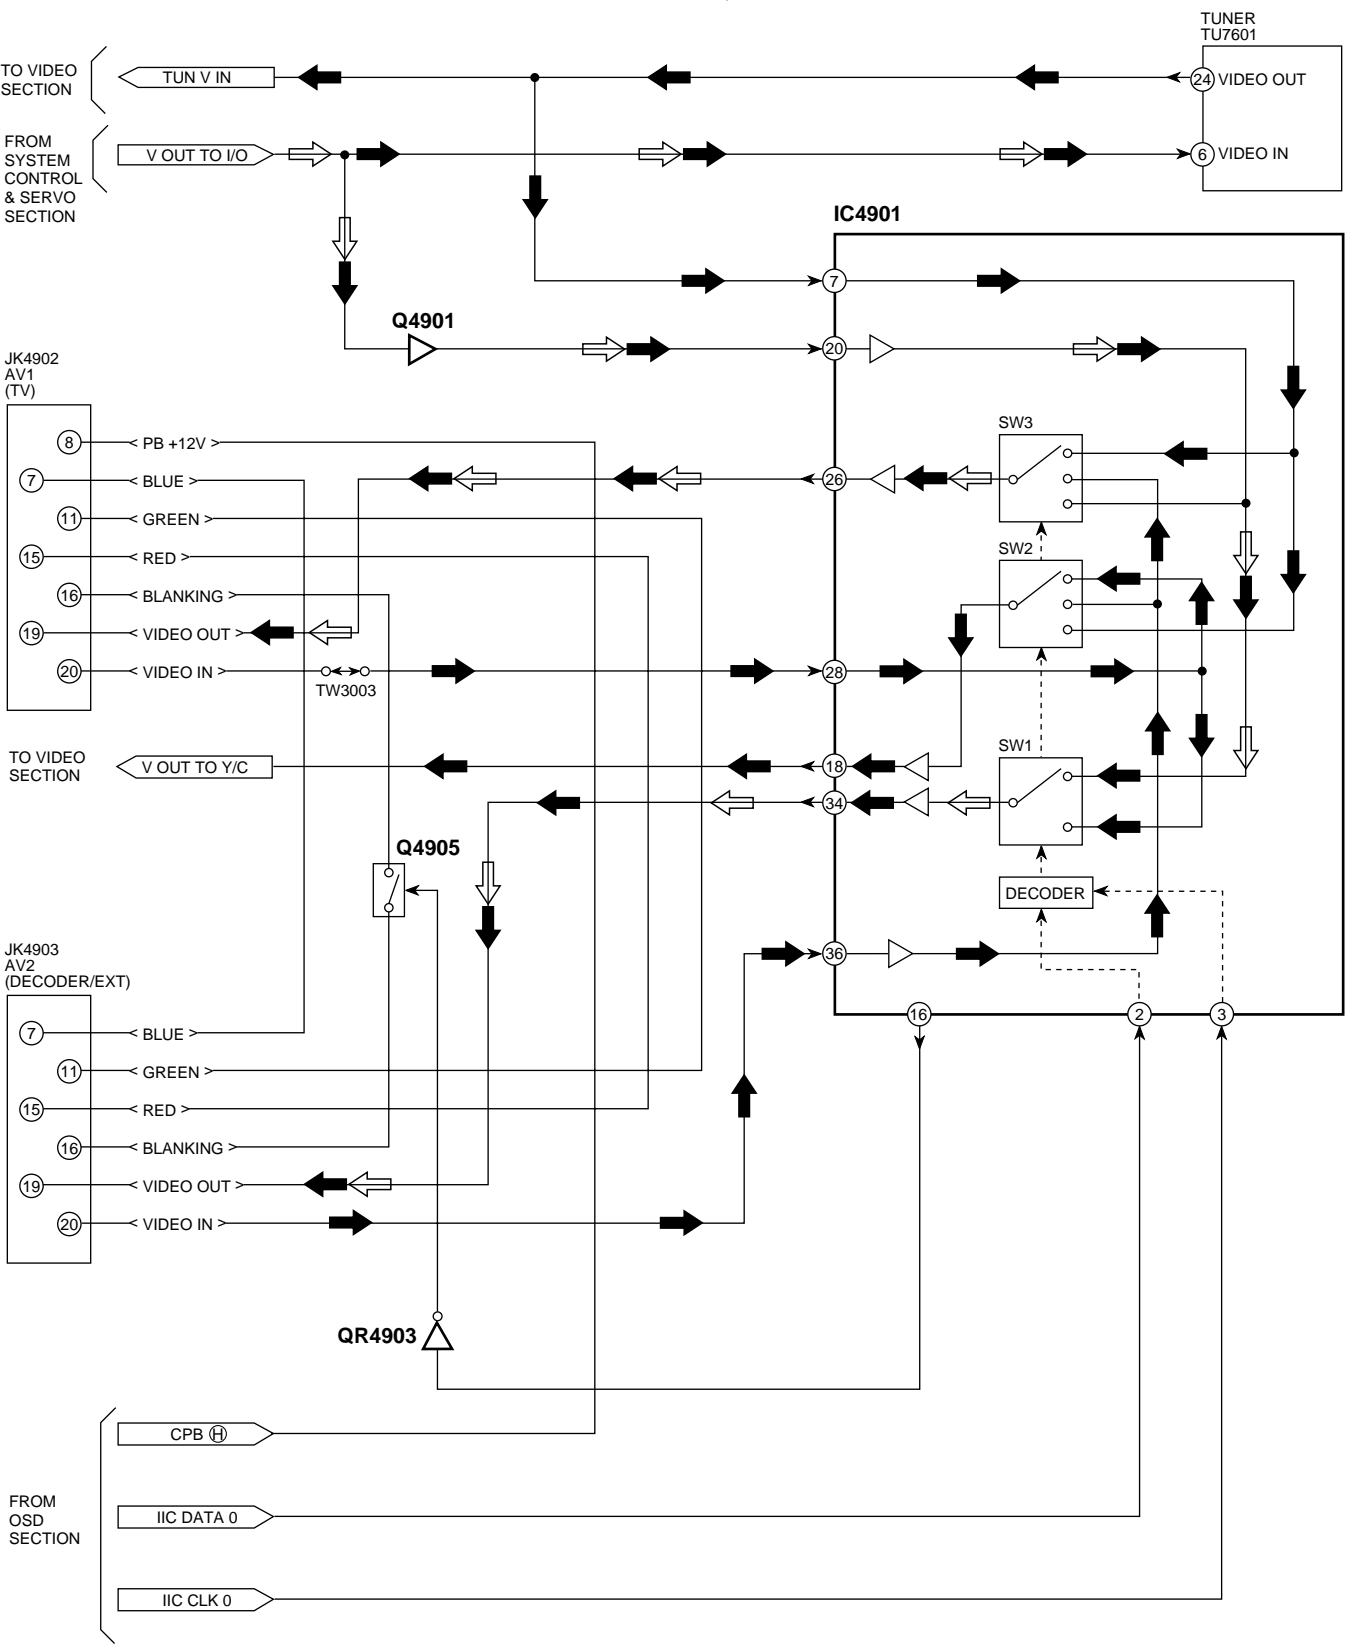 TUNER
TU7601
TO VIDEO
SECTION
TUN V IN
24
VIDEO OUT
FROM
SYSTEM
CONTROL
& SERVO
SECTION
V OUT TO I/O
6
VIDEO IN
IC4901
7
Q4901
20
JK4902
AV1
(TV)
8
< PB +12V >
7
< BLUE >
11
< GREEN >
15
< RED >
16
< BLANKING >
19
< VIDEO OUT >
20
< VIDEO IN >
TW3003
SW3
26
SW2
28
TO VIDEO
SECTION
V OUT TO Y/C
18
SW1
34
Q4905
DECODER
JK4903
AV2
(DECODER/EXT)
36
16
2
3
7
< BLUE >
11
< GREEN >
15
< RED >
16
< BLANKING >
19
< VIDEO OUT >
20
< VIDEO IN >
QR4903
FROM
OSD
SECTION
CPB Ⓗ
IIC DATA 0
IIC CLK 0